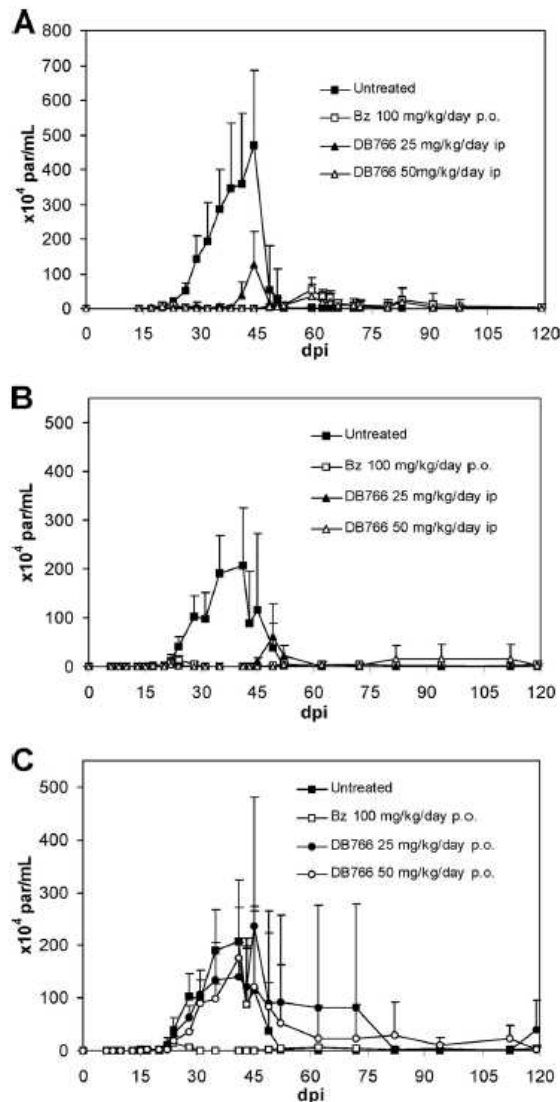 A
x10⁴ par/mL
800
700
600
500
400
300
200
100
0
Untreated
Bz 100 mg/kg/day p.o.
DB766 25 mg/kg/day ip
DB766 50mg/kg/day ip
0 15 30 45 60 75 90 105 120
dpi
B
x10⁴ par/mL
500
400
300
200
100
0
Untreated
Bz 100 mg/kg/day p.o.
DB766 25 mg/kg/day ip
DB766 50 mg/kg/day ip
0 15 30 45 60 75 90 105 120
dpi
C
x10⁴ par/mL
500
400
300
200
100
0
Untreated
Bz 100 mg/kg/day p.o.
DB766 25 mg/kg/day p.o.
DB766 50 mg/kg/day p.o.
0 15 30 45 60 75 90 105 120
dpi